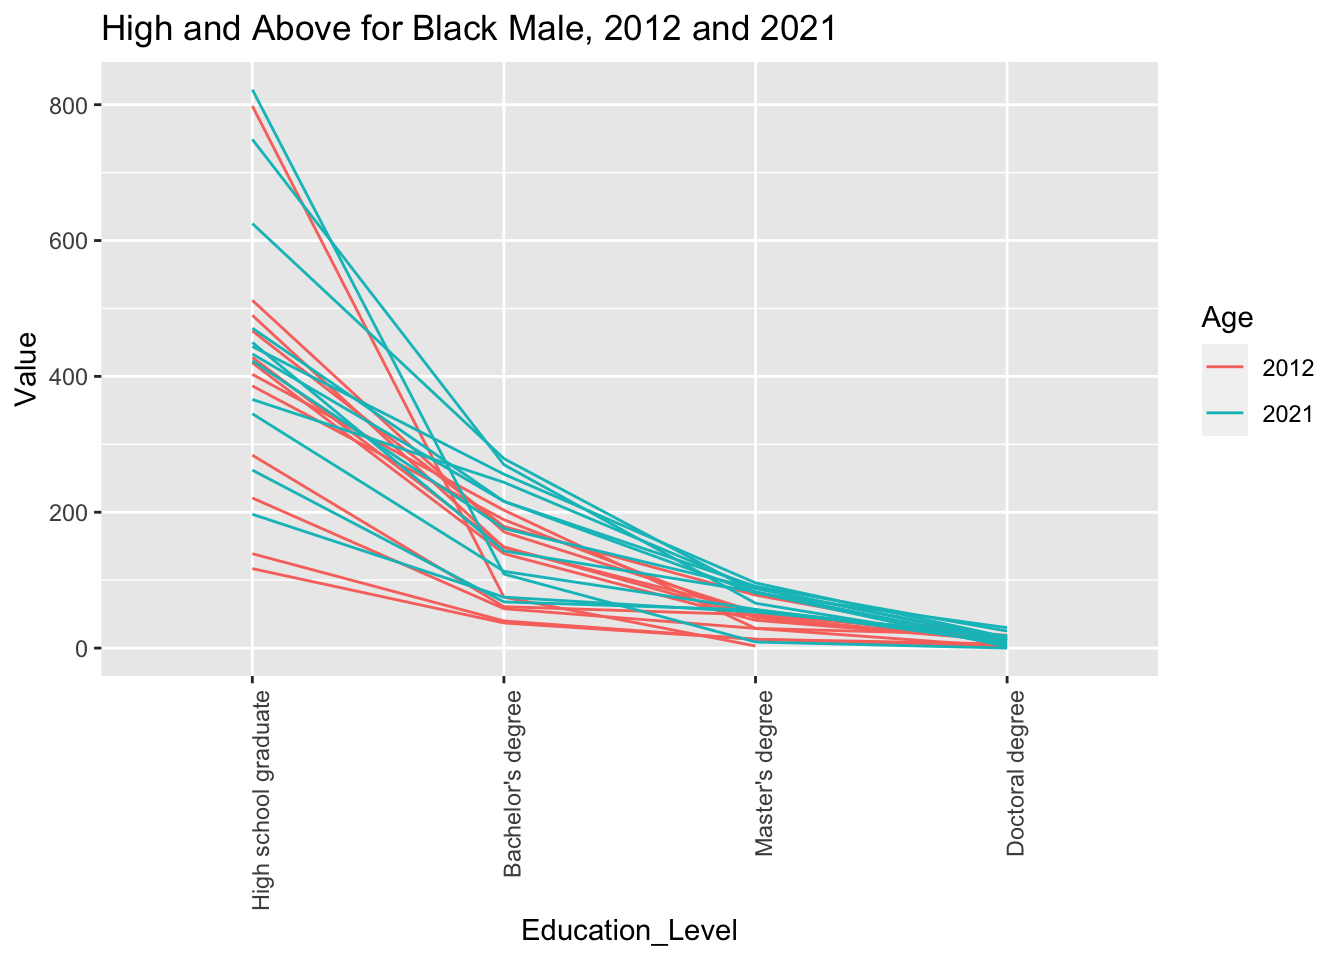 High and Above for Black Male, 2012 and 2021
Value
800
600
400
200
0
High school graduate
Bachelor's degree
Master's degree
Doctoral degree
Education_Level
Age
2012
2021